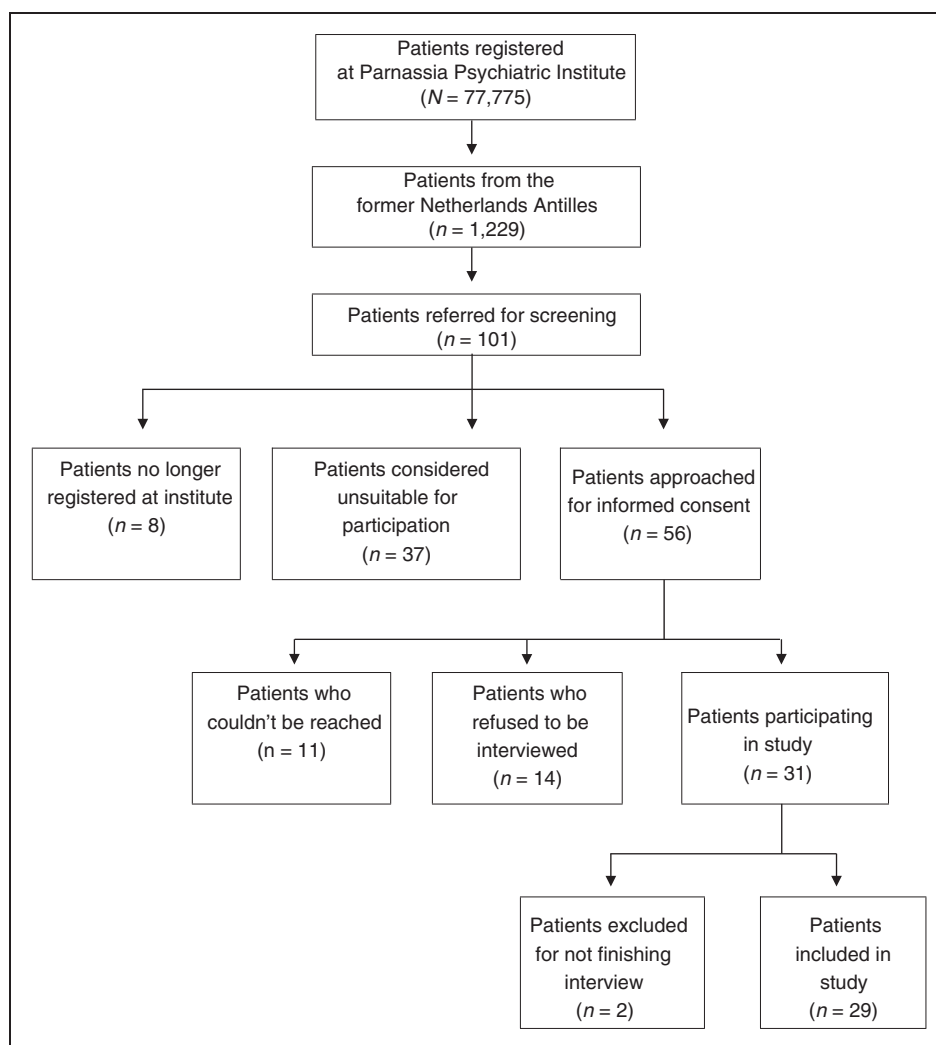 Patients registered
at Parnassia Psychiatric Institute
(N = 77,775)
Patients from the
former Netherlands Antilles
(n = 1,229)
Patients referred for screening
(n = 101)
Patients no longer
registered at institute
(n = 8)
Patients considered
unsuitable for
participation
(n = 37)
Patients approached
for informed consent
(n = 56)
Patients who
couldn't be reached
(n = 11)
Patients who
refused to be
interviewed
(n = 14)
Patients participating
in study
(n = 31)
Patients excluded
for not finishing
interview
(n = 2)
Patients
included in
study
(n = 29)